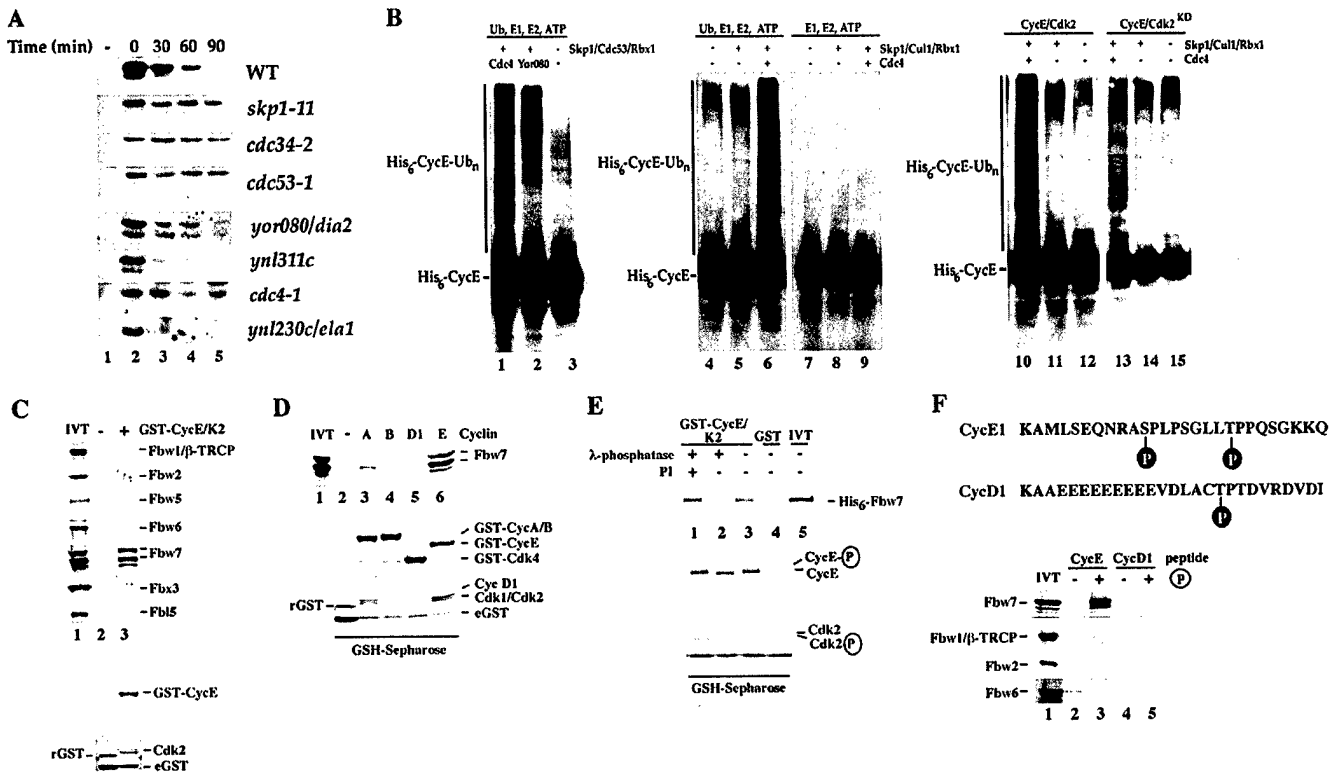 A
Time (min) - 0 30 60 90
WT
skp1-11
cdc34-2
cdc53-1
yor080/dia2
ynl311c
cdc4-1
ynl230c/ela1
1 2 3 4 5
B
Ub, E1, E2, ATP
+ + - Skp1/Cdc53/Rbx1
Cdc4 Yor080 -
His6-CycE-Ubn
His6-CycE
1 2 3
Ub, E1, E2, ATP E1, E2, ATP
- + + - + + Skp1/Cul1/Rbx1
- - + - - + Cdc4
His6-CycE-Ubn
His6-CycE
4 5 6 7 8 9
CycE/Cdk2 CycE/Cdk2 KD
+ + - + + - Skp1/Cul1/Rbx1
+ - - + - - Cdc4
His6-CycE-Ubn
His6-CycE
10 11 12 13 14 15
C
IVT - + GST-CycE/K2
Fbw1/β-TRCP
Fbw2
Fbw5
Fbw6
Fbw7
Fbx3
Fbl5
1 2 3
GST-CycE
rGST
Cdk2
eGST
D
IVT - A B D1 E Cyclin
Fbw7
1 2 3 4 5 6
GST-CycA/B
GST-CycE
GST-Cdk4
Cyc D1
Cdk1/Cdk2
rGST
eGST
GSH-Sepharose
E
GST-CycE/K2 GST IVT
λ-phosphatase + + - - -
PI + - - - -
His6-Fbw7
1 2 3 4 5
CycE-P
CycE
Cdk2
Cdk2 P
GSH-Sepharose
F
CycE1 KAMLSEQNRASPLPSGLLTPPQSGKKQ
P P
CycD1 KAAEEEEEEEEEVDLACTPTDVRDVDI
P
CycE CycD1 peptide
IVT - + - + P
Fbw7
Fbw1/β-TRCP
Fbw2
Fbw6
1 2 3 4 5